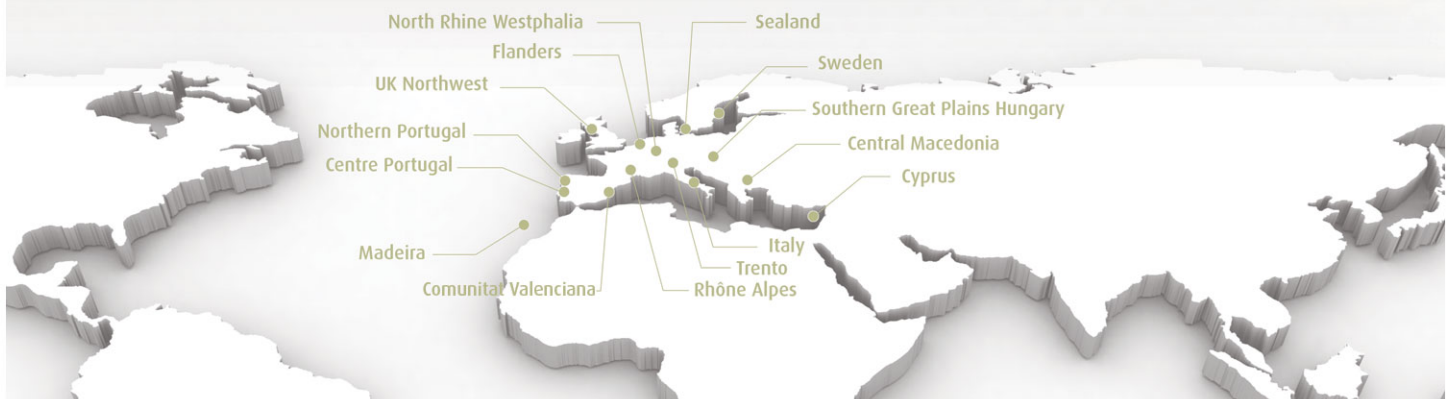 North Rhine Westphalia
Sealand
Flanders
Sweden
UK Northwest
Southern Great Plains Hungary
Northern Portugal
Central Macedonia
Centre Portugal
Cyprus
Italy
Madeira
Trento
Comunitat Valenciana
Rhône Alpes